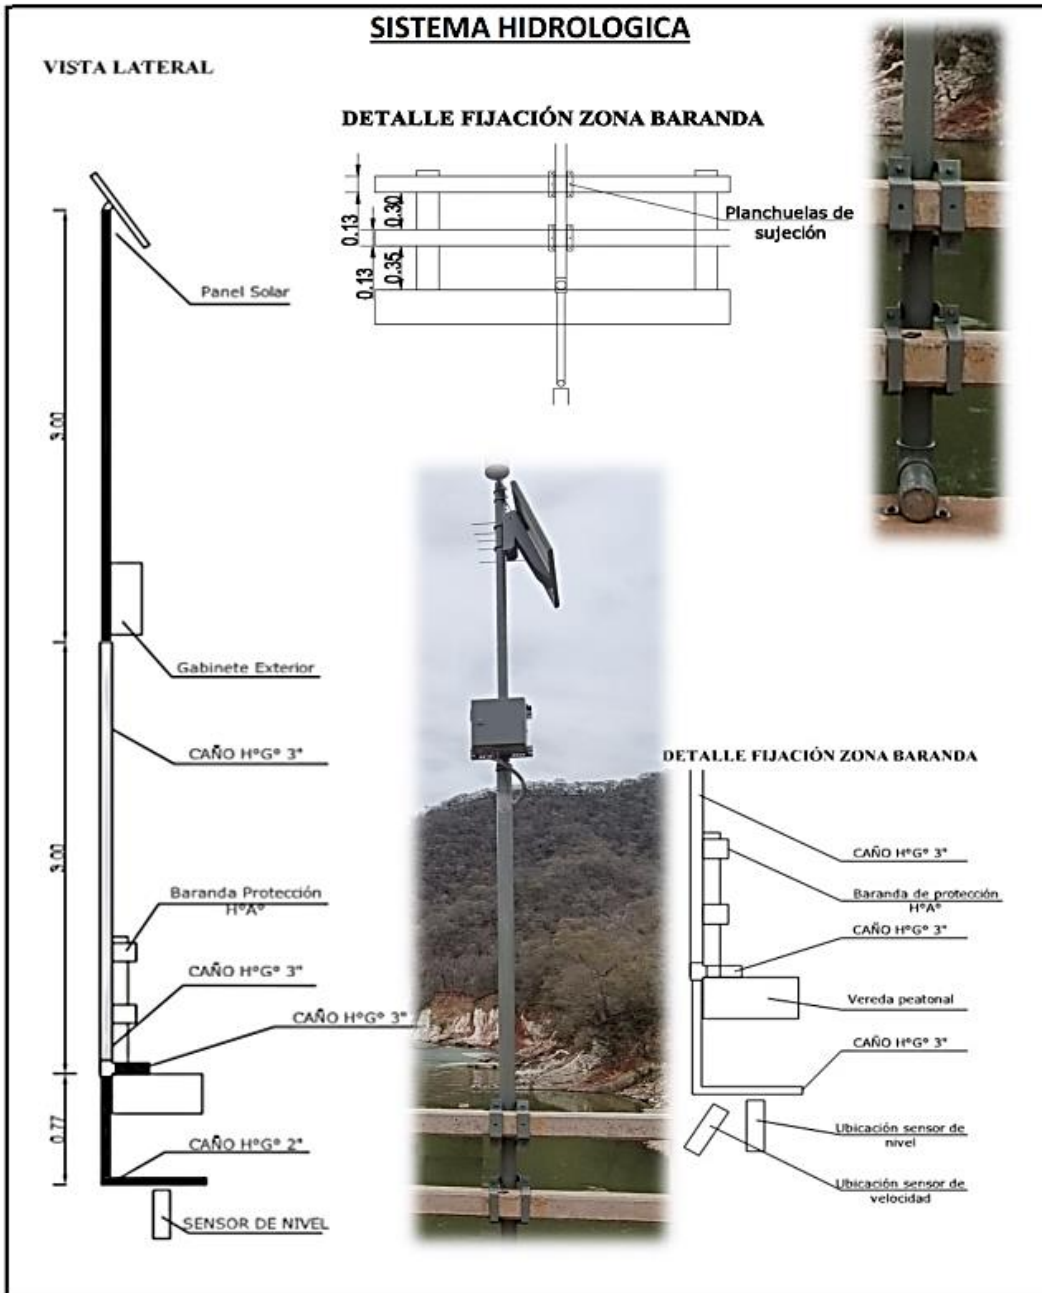 SISTEMA HIDROLOGICA
VISTA LATERAL
DETALLE FIJACIÓN ZONA BARANDA
0.13
0.30
0.13
0.35
Planchuelas de
sujeción
Panel Solar
3.00
Gabinete Exterior
CAÑO H°G° 3"
3.00
Baranda Protección
H°A°
CAÑO H°G° 3"
CAÑO H°G° 3"
0.77
CAÑO H°G° 2"
SENSOR DE NIVEL
DETALLE FIJACIÓN ZONA BARANDA
CAÑO H°G° 3"
Baranda de protección
H°A°
CAÑO H°G° 3"
Vereda peatonal
CAÑO H°G° 3"
Ubicación sensor de
nivel
Ubicación sensor de
velocidad